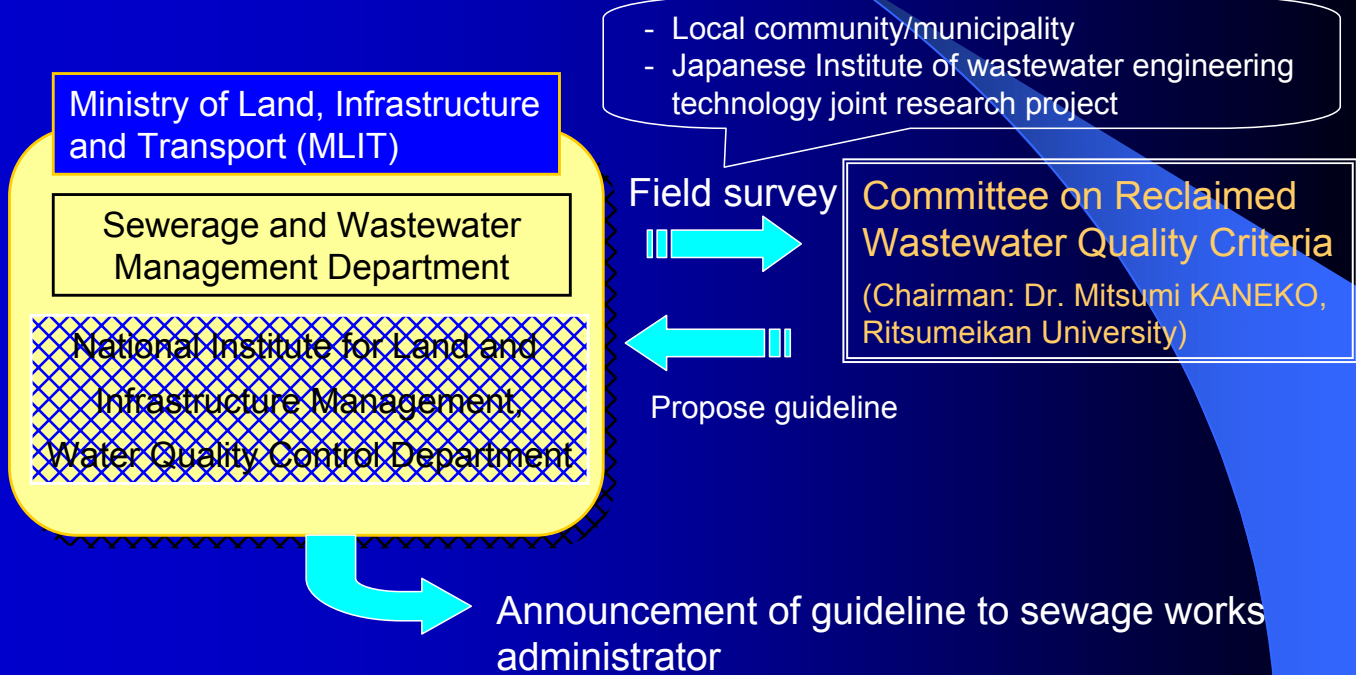 - Local community/municipality
- Japanese Institute of wastewater engineering
technology joint research project
Ministry of Land, Infrastructure
and Transport (MLIT)
Sewerage and Wastewater
Management Department
National Institute for Land and
Infrastructure Management,
Water Quality Control Department
Field survey
Committee on Reclaimed
Wastewater Quality Criteria
(Chairman: Dr. Mitsumi KANEKO,
Ritsumeikan University)
Propose guideline
Announcement of guideline to sewage works
administrator